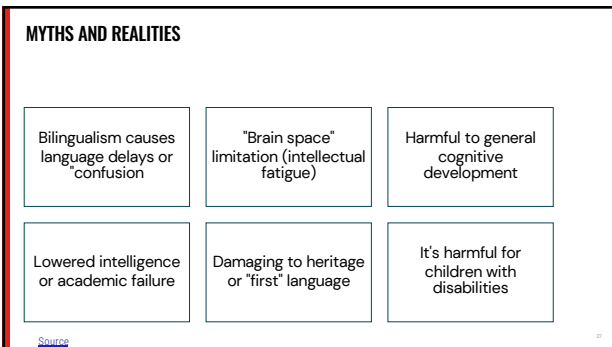 MYTHS AND REALITIES
Bilingualism causes
language delays or
"confusion
"Brain space"
limitation (intellectual
fatigue)
Harmful to general
cognitive
development
Lowered intelligence
or academic failure
Damaging to heritage
or "first" language
It's harmful for
children with
disabilities
Source
27